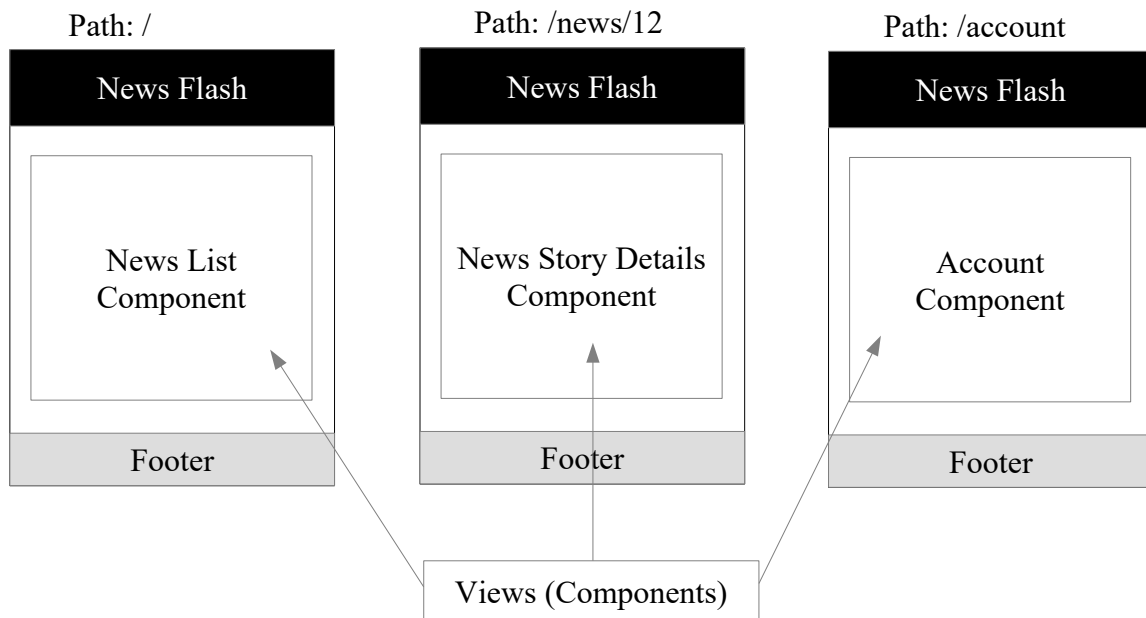 Path: /
News Flash
News List
Component
Footer
Path: /news/12
News Flash
News Story Details
Component
Footer
Path: /account
News Flash
Account
Component
Footer
Views (Components)